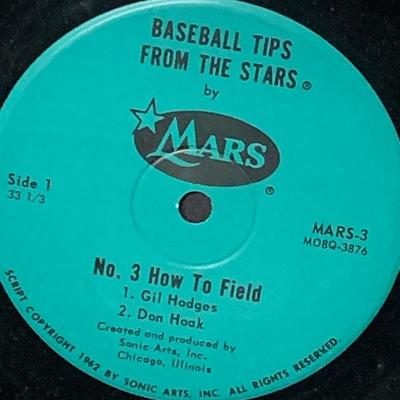 BASEBALL TIPS
FROM THE STARS®
by
MARS
®
Side 1
33 1/3
MARS-3
MO8Q-3876
No. 3 How To Field
1. Gil Hodges
2. Don Hoak
Created and produced by
Sonic Arts, Inc.
Chicago, Illinois
SCRIPT COPYRIGHT 1962 BY SONIC ARTS, INC. ALL RIGHTS RESERVED.